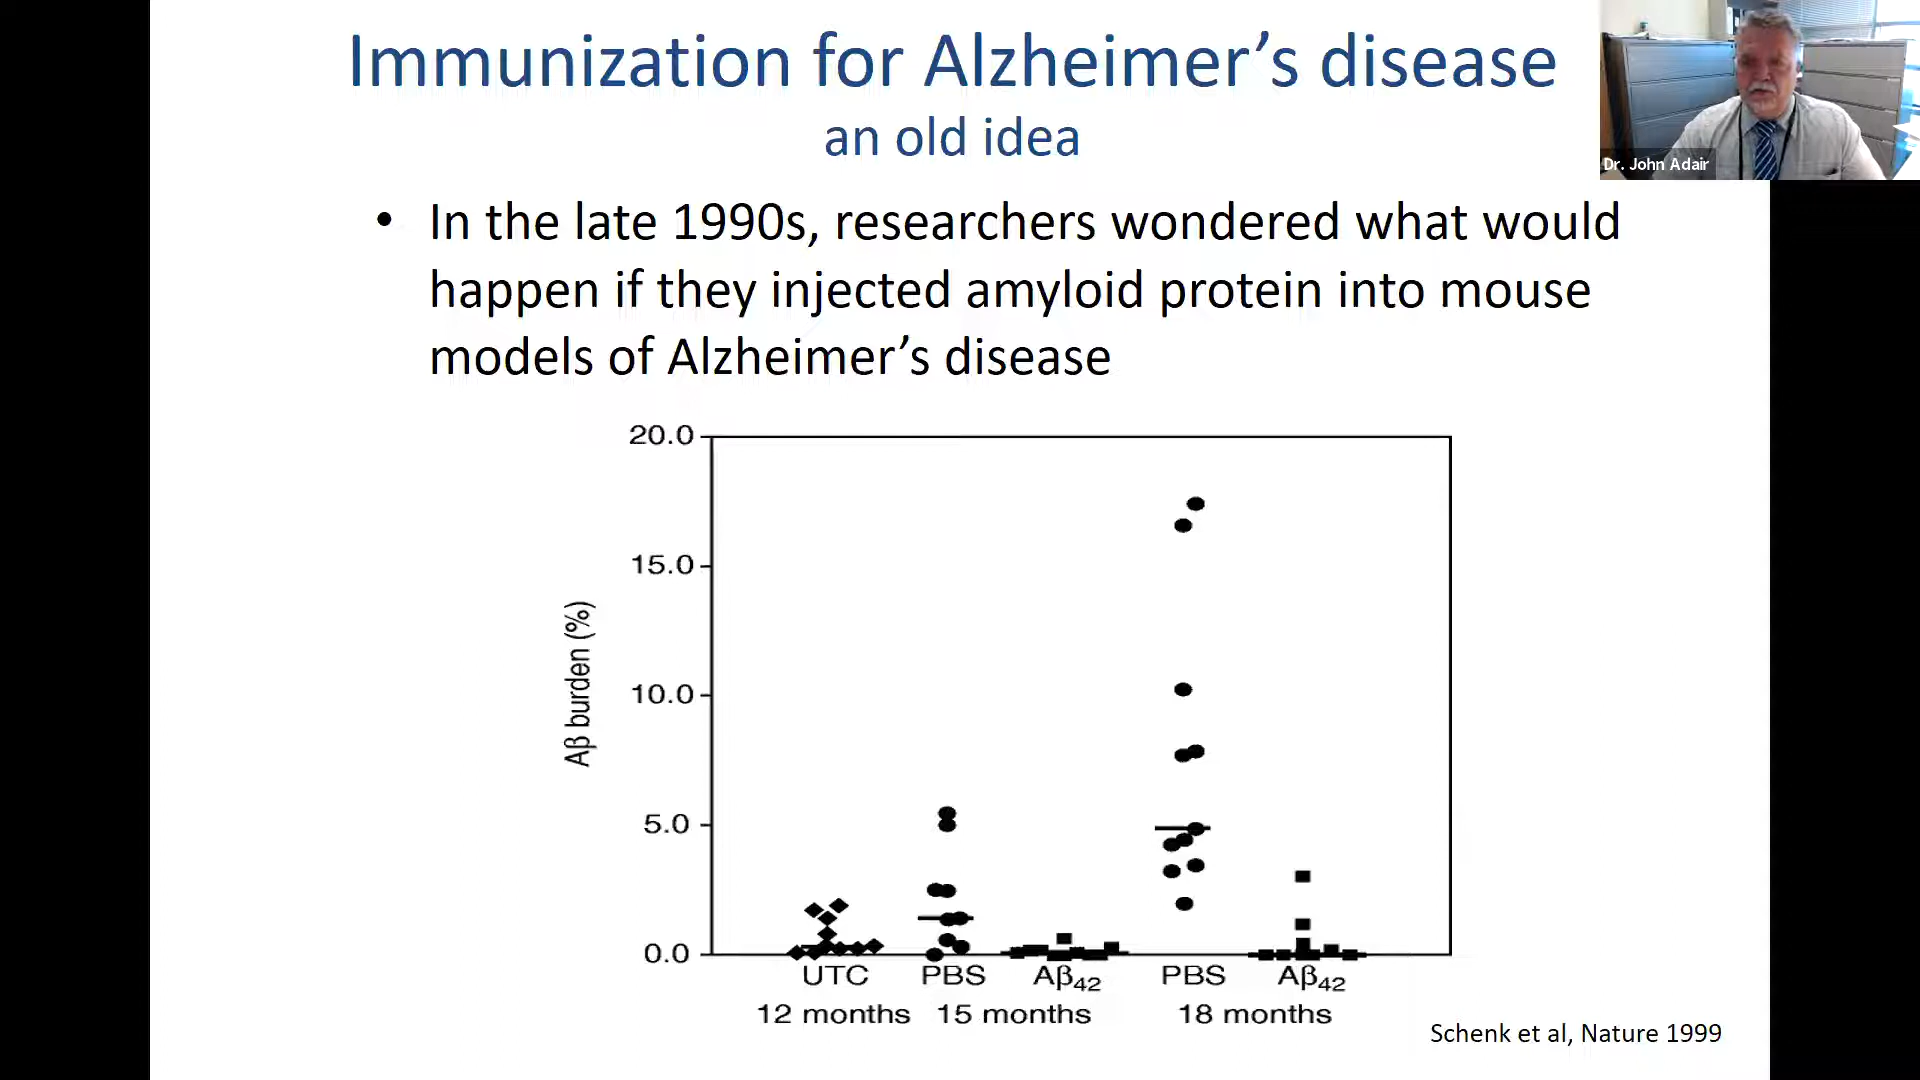 Immunization for Alzheimer’s disease
an old idea
Dr. John Adair
• In the late 1990s, researchers wondered what would
happen if they injected amyloid protein into mouse
models of Alzheimer’s disease
20.0
15.0
10.0
5.0
0.0
Aβ burden (%)
UTC PBS Aβ42 PBS Aβ42
12 months 15 months 18 months
Schenk et al, Nature 1999